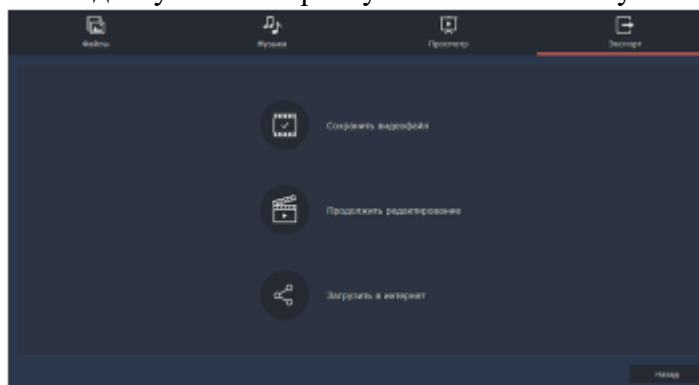 Файлы
Музыка
Просмотр
Экспорт
Сохранить видеофайл
Продолжить редактирование
Загрузить в интернет
Назад